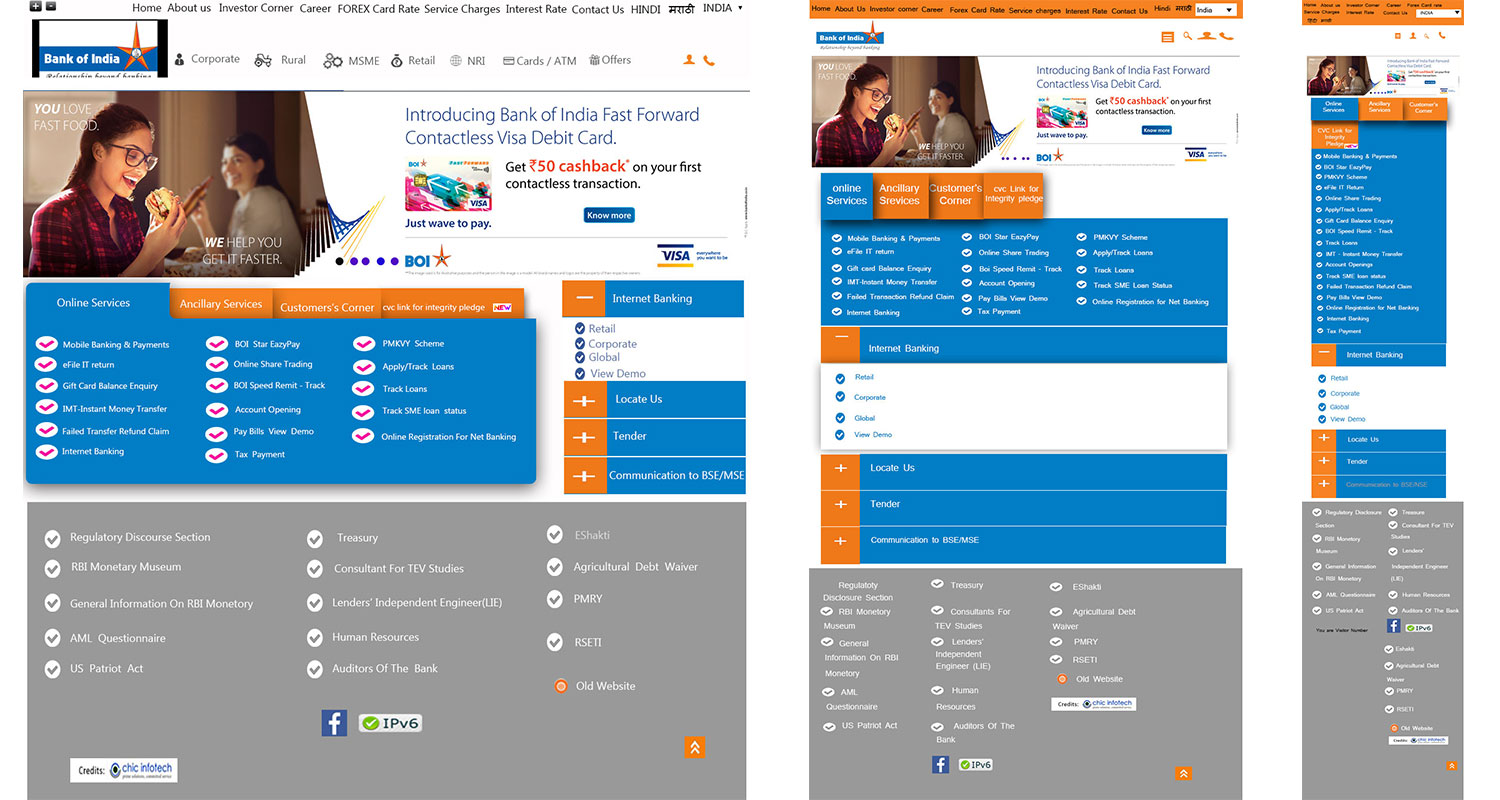 Home About us Investor Corner Career FOREX Card Rate Service Charges Interest Rate Contact Us HINDI मराठी INDIA
Bank of India
Relationship beyond banking
Corporate Rural MSME Retail NRI Cards / ATM Offers
YOU LOVE
FAST FOOD.
WE HELP YOU
GET IT FASTER.
Introducing Bank of India Fast Forward
Contactless Visa Debit Card.
BOI FAST FORWARD
VISA
Get ₹50 cashback* on your first
contactless transaction.
Just wave to pay.
Know more
BOI
VISA everywhere
you want to be
Online Services Ancillary Services Customers's Corner cvc link for integrity pledge NEW
Mobile Banking & Payments BOI Star EazyPay PMKVY Scheme
eFile IT return Online Share Trading Apply/Track Loans
Gift Card Balance Enquiry BOI Speed Remit - Track Track Loans
IMT-Instant Money Transfer Account Opening Track SME loan status
Failed Transfer Refund Claim Pay Bills View Demo Online Registration For Net Banking
Internet Banking Tax Payment
Internet Banking
Retail
Corporate
Global
View Demo
Locate Us
Tender
Communication to BSE/MSE
Regulatory Discourse Section Treasury EShakti
RBI Monetary Museum Consultant For TEV Studies Agricultural Debt Waiver
General Information On RBI Monetory Lenders' Independent Engineer(LIE) PMRY
AML Questionnaire Human Resources RSETI
US Patriot Act Auditors Of The Bank Old Website
IPv6
Credits: chic infotech
Home About Us Investor corner Career Forex Card Rate Service charges Interest Rate Contact Us Hindi मराठी India
Bank of India
Relationship beyond banking
YOU LOVE
FAST FOOD.
WE HELP YOU
GET IT FASTER.
Introducing Bank of India Fast Forward
Contactless Visa Debit Card.
Get ₹50 cashback* on your first
contactless transaction.
Just wave to pay.
Know more
BOI
VISA
online
Services
Ancillary
Srevices
Customer's
Corner
cvc Link for
Integrity pledge
Mobile Banking & Payments BOI Star EazyPay PMKVY Scheme
eFile IT return Online Share Trading Apply/Track Loans
Gift card Balance Enquiry Boi Speed Remit - Track Track Loans
IMT-Instant Money Transfer Account Opening Track SME Loan Status
Failed Transaction Refund Claim Pay Bills View Demo Online Registration for Net Banking
Internet Banking Tax Payment
Internet Banking
Retail
Corporate
Global
View Demo
Locate Us
Tender
Communication to BSE/MSE
Regulatoty
Disclosure Section
RBI Monetory
Museum
General
Information On RBI
Monetory
AML
Questionnaire
US Patriot Act
Treasury
Consultants For
TEV Studies
Lenders'
Independent
Engineer (LIE)
Human
Resources
Auditors Of The
Bank
IPv6
EShakti
Agricultural Debt
Waiver
PMRY
RSETI
Old Website
Credits: chic infotech
Home About us Investor Corner Career Forex Card rate
Service Charges Interest Rate Contact Us INDIA
हिंदी मराठी
Introducing Bank of India Fast Forward
Contactless Visa Debit Card.
Online
Services
Ancillary
Services
Customer's
Corner
CVC Link for
Integrity
Pledge NEW
Mobile Banking & Payments
BOI Star EazyPay
PMKVY Scheme
eFile IT Return
Online Share Trading
Apply/Track Loans
Gift Card Balance Enquiry
BOI Speed Remit - Track
Track Loans
IMT - Instant Money Transfer
Account Openings
Track SME loan status
Failed Transaction Refund Claim
Pay Bills View Demo
Online Registration for Net Banking
Internet Banking
Tax Payment
Internet Banking
Retail
Corporate
Global
View Demo
Locate Us
Tender
Communication to BSE/NSE
Regulatory Disclosure
Section
RBI Monetory
Museum
General Information
On RBI Monetory
AML Questionnaire
US Patriot Act
You are Visitor Number
Treasure
Consultant For TEV
Studies
Lenders'
Independent Engineer
(LIE)
Human Resources
Auditors Of The Bank
IPv6
Eshakti
Agricultural Debt
Waiver
PMRY
RSETI
Old Website
Credits: chic infotech